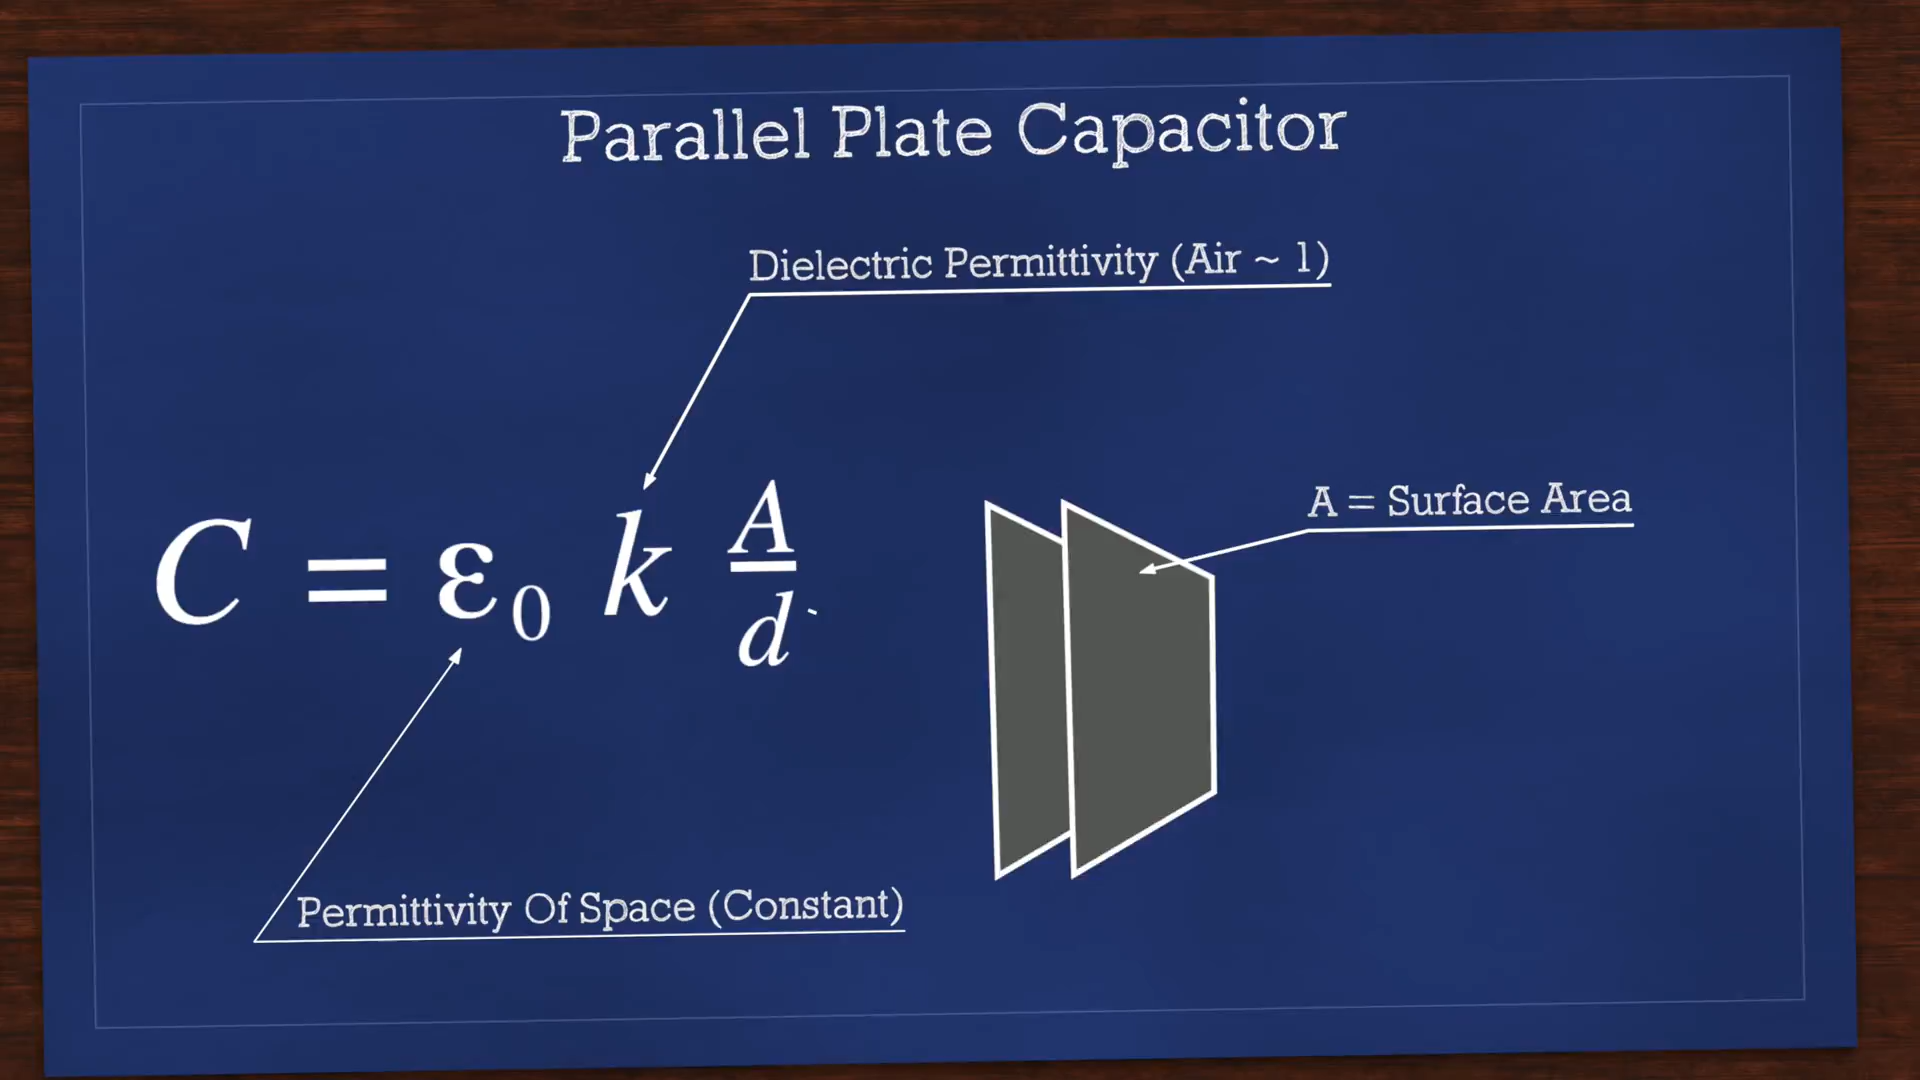 Parallel Plate Capacitor
Dielectric Permittivity (Air ~ 1)
C = ε₀ k A/d
A = Surface Area
Permittivity Of Space (Constant)